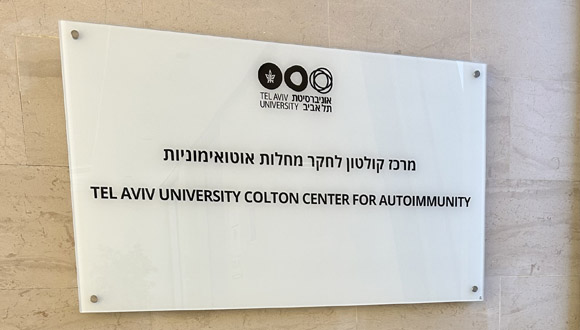 TEL AVIV אוניברסיטת
UNIVERSITY תל אביב
מרכז קולטון לחקר מחלות אוטואימוניות
TEL AVIV UNIVERSITY COLTON CENTER FOR AUTOIMMUNITY